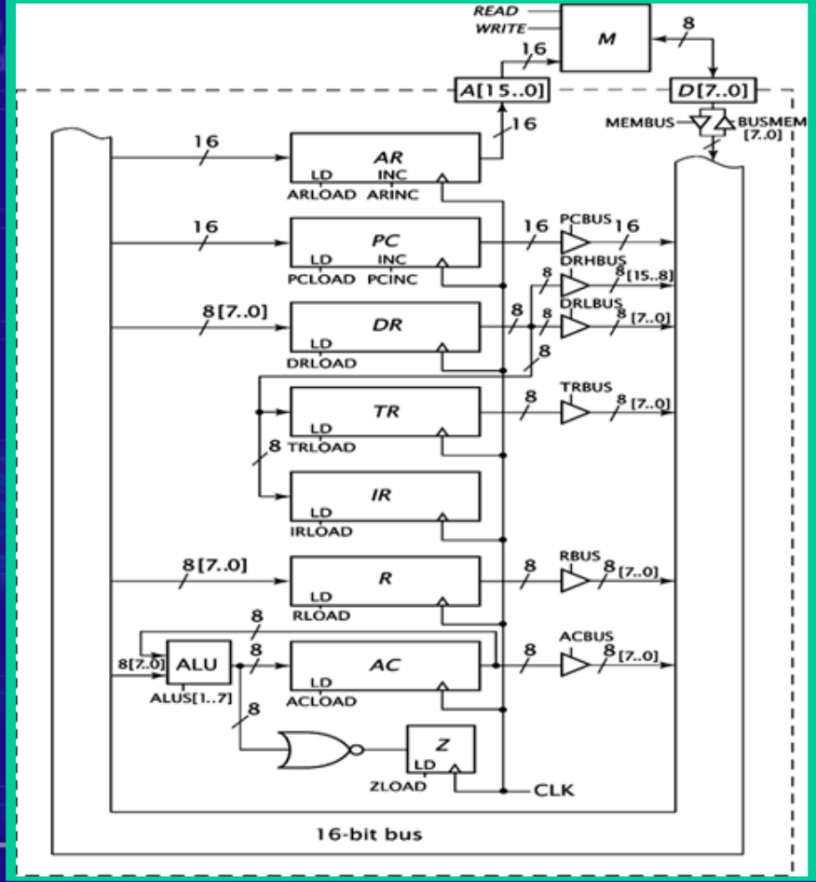 READ
WRITE
M
8
16
A[15..0]
D[7..0]
16
MEMBUS
BUSMEM
[7..0]
16
AR
LD
INC
ARLOAD
ARINC
16
PC
LD
INC
PCLOAD
PCINC
16
PCBUS
16
DRHBUS
8
8
[15..8]
8 [7..0]
DR
LD
DRLOAD
8
8
DRLBUS
8
[7..0]
8
TR
LD
TRLOAD
8
TRBUS
8
[7..0]
8
IR
LD
IRLOAD
8 [7..0]
R
LD
RLOAD
8
RBUS
8
[7..0]
8
8[7..0]
ALU
ALUS[1..7]
8
AC
LD
ACLOAD
8
ACBUS
8
[7..0]
8
Z
LD
ZLOAD
CLK
16-bit bus